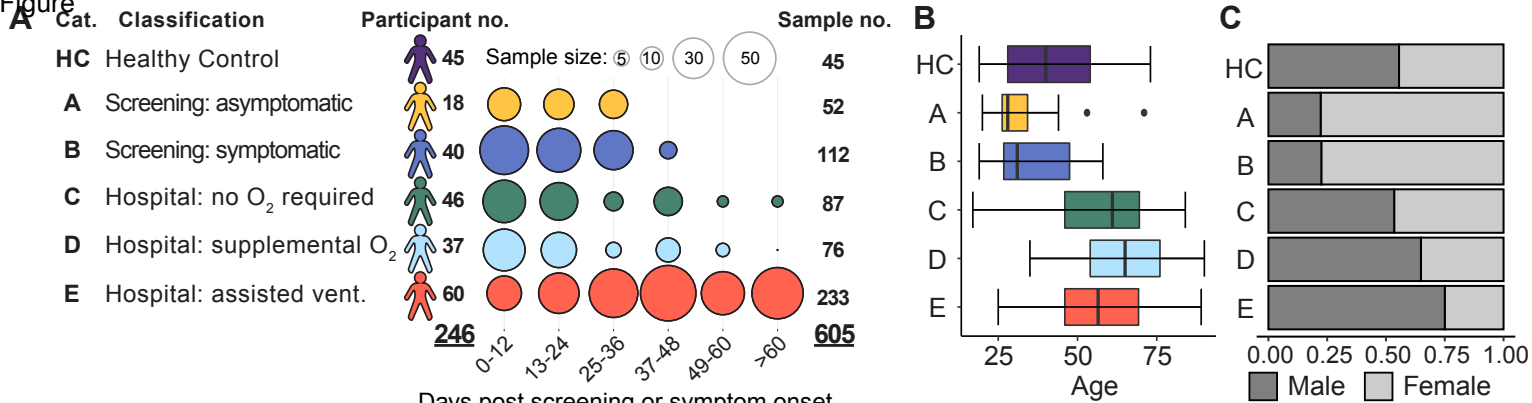 Figure
A Cat. Classification Participant no. Sample no. B C
HC Healthy Control 45 Sample size: 5 10 30 50 45
A Screening: asymptomatic 18 52
B Screening: symptomatic 40 112
C Hospital: no O2 required 46 87
D Hospital: supplemental O2 37 76
E Hospital: assisted vent. 60 233
246 605
0-12 13-24 25-36 37-48 49-60 >60
Days post screening or symptom onset
HC
A
B
C
D
E
25 50 75
Age
HC
A
B
C
D
E
0.00 0.25 0.50 0.75 1.00
Male Female